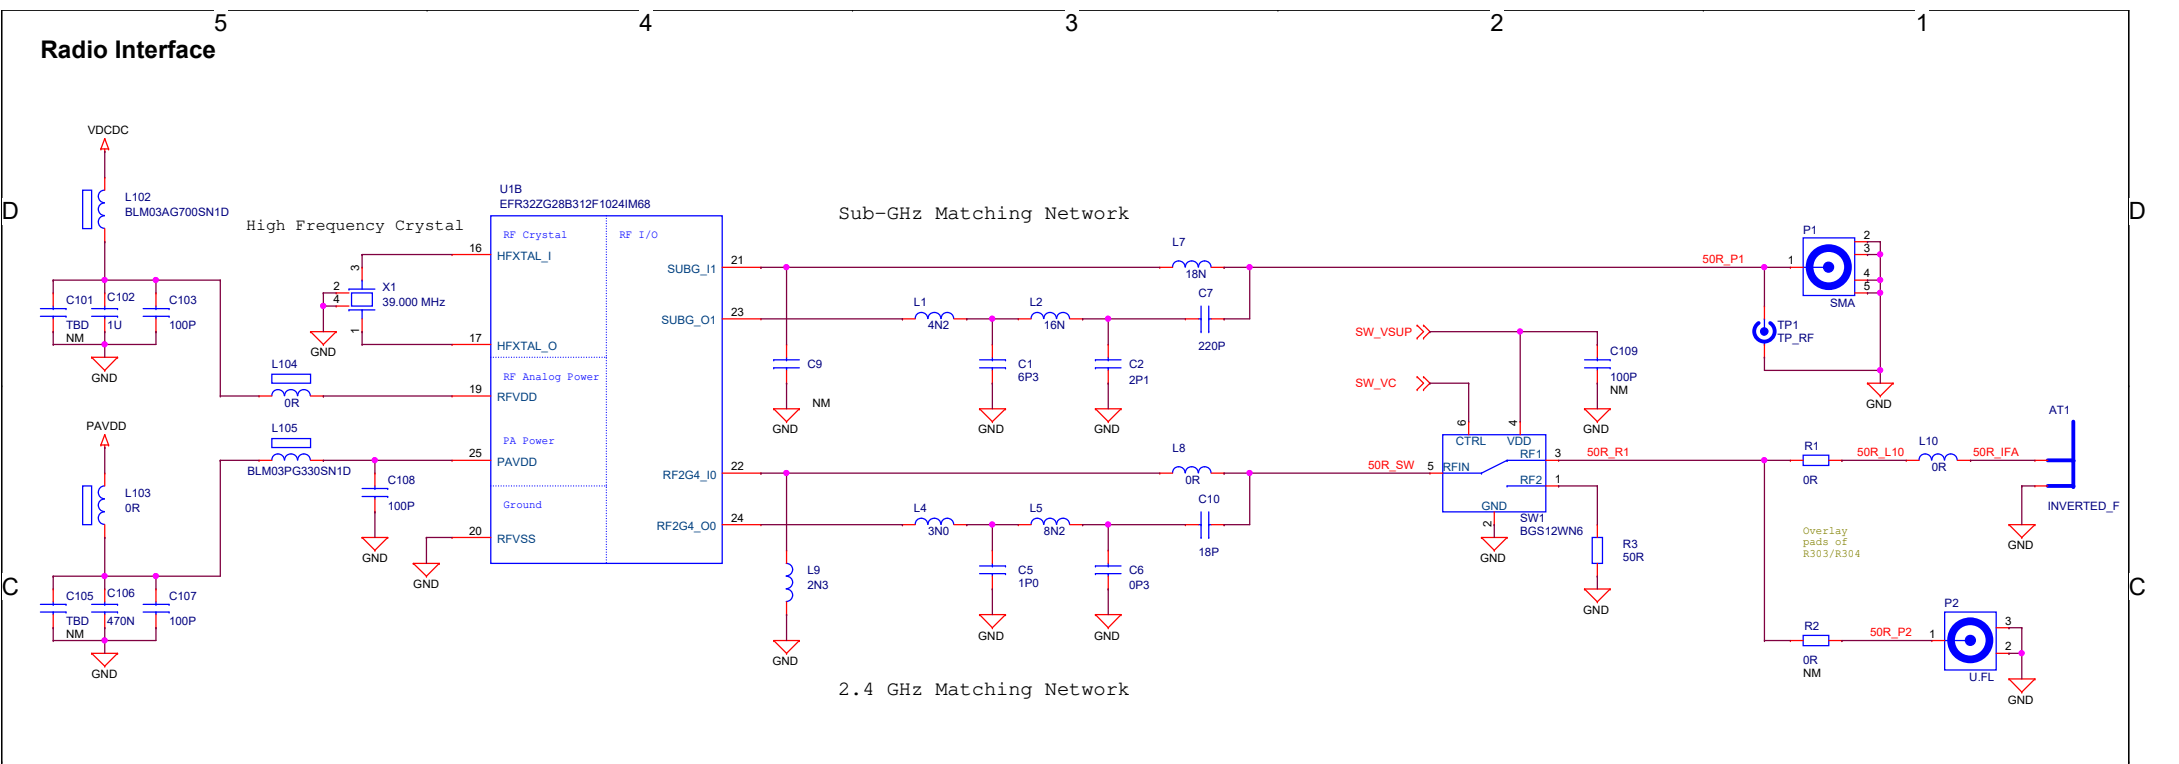 5
4
3
2
1
Radio Interface
D
D
C
C
VDCDC
L102
BLM03AG700SN1D
C101
TBD
NM
C102
1U
C103
100P
GND
High Frequency Crystal
3
2
4
1
X1
39.000 MHz
GND
L104
0R
PAVDD
L105
BLM03PG330SN1D
L103
0R
C108
100P
GND
GND
C105
TBD
NM
C106
470N
C107
100P
GND
U1B
EFR32ZG28B312F1024IM68
RF Crystal
RF I/O
16
HFXTAL_I
17
HFXTAL_O
RF Analog Power
19
RFVDD
PA Power
25
PAVDD
Ground
20
RFVSS
SUBG_I1
21
SUBG_O1
23
RF2G4_I0
22
RF2G4_O0
24
Sub-GHz Matching Network
L7
18N
C7
220P
L1
4N2
L2
16N
C9
NM
GND
C1
6P3
GND
C2
2P1
GND
L8
0R
C10
18P
L4
3N0
L5
8N2
L9
2N3
GND
C5
1P0
GND
C6
0P3
GND
2.4 GHz Matching Network
SW_VSUP
SW_VC
C109
100P
NM
GND
6
4
CTRL
VDD
50R_SW
5
RFIN
RF1
3
RF2
1
GND
2
SW1
BGS12WN6
GND
R3
50R
GND
50R_R1
50R_P1
P1
1
2
3
4
5
SMA
TP1
TP_RF
GND
AT1
R1
0R
50R_L10
L10
0R
50R_IFA
INVERTED_F
GND
Overlay
pads of
R303/R304
R2
0R
NM
50R_P2
P2
1
3
2
U.FL
GND